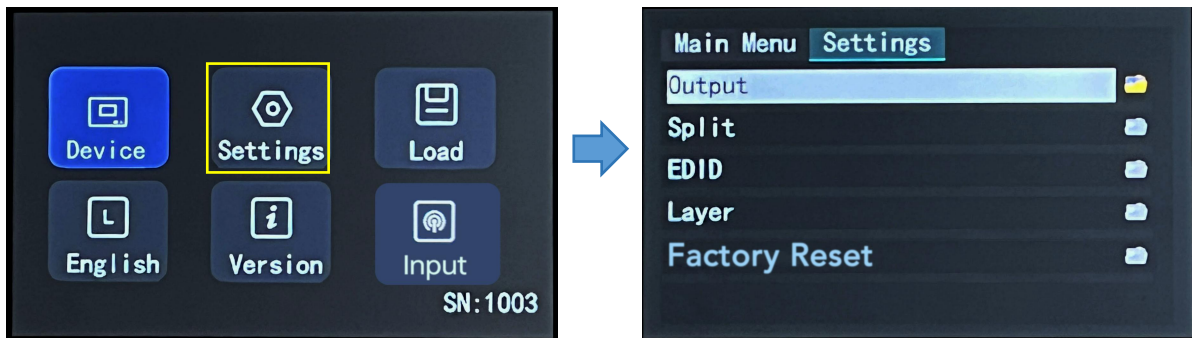 Device
Settings
Load
English
Version
Input
SN:1003
Main Menu
Settings
Output
Split
EDID
Layer
Factory Reset